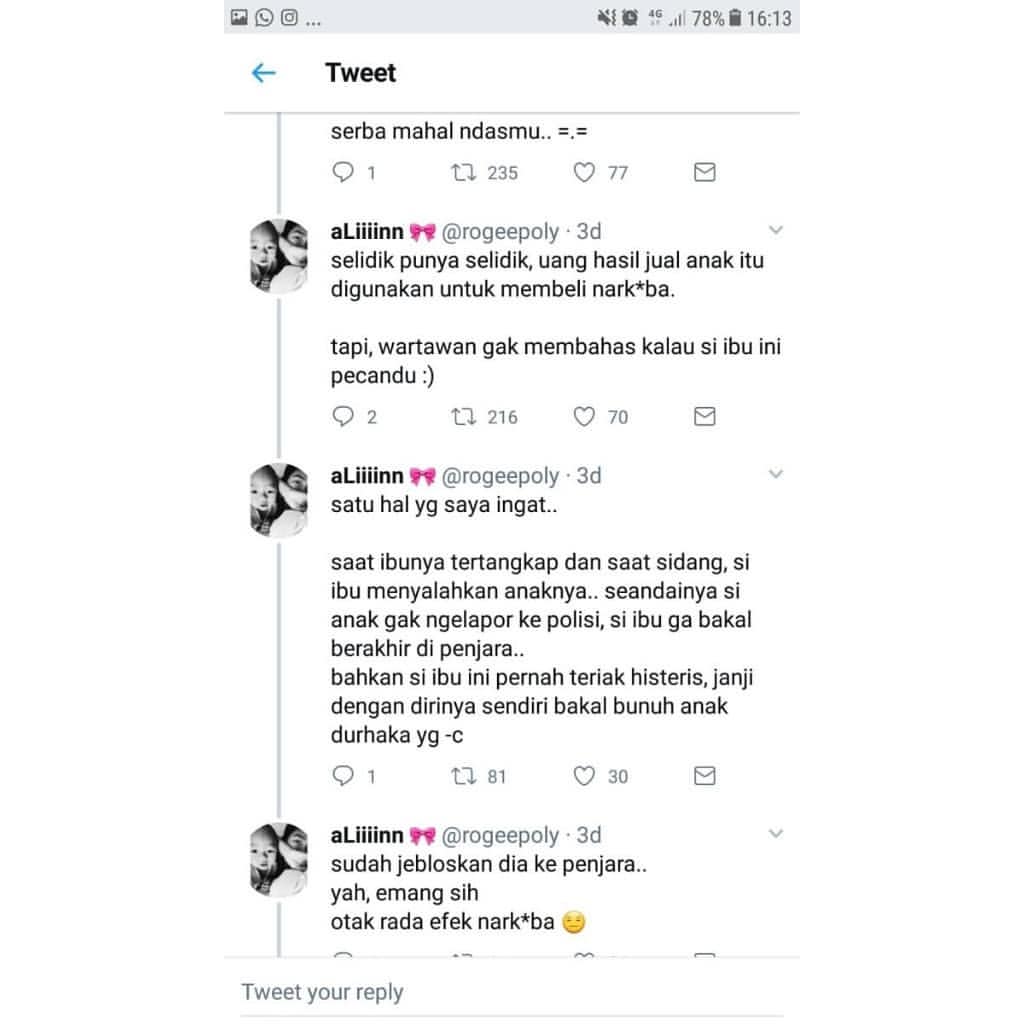 ... 4G 78% 16:13
Tweet
serba mahal ndasmu.. =.=
1 235 77
aLiiiinn 🎀 @rogeepoly · 3d
selidik punya selidik, uang hasil jual anak itu
digunakan untuk membeli nark*ba.
tapi, wartawan gak membahas kalau si ibu ini
pecandu :)
2 216 70
aLiiiinn 🎀 @rogeepoly · 3d
satu hal yg saya ingat..
saat ibunya tertangkap dan saat sidang, si
ibu menyalahkan anaknya.. seandainya si
anak gak ngelapor ke polisi, si ibu ga bakal
berakhir di penjara..
bahkan si ibu ini pernah teriak histeris, janji
dengan dirinya sendiri bakal bunuh anak
durhaka yg -c
1 81 30
aLiiiinn 🎀 @rogeepoly · 3d
sudah jebloskan dia ke penjara..
yah, emang sih
otak rada efek nark*ba 😑
Tweet your reply